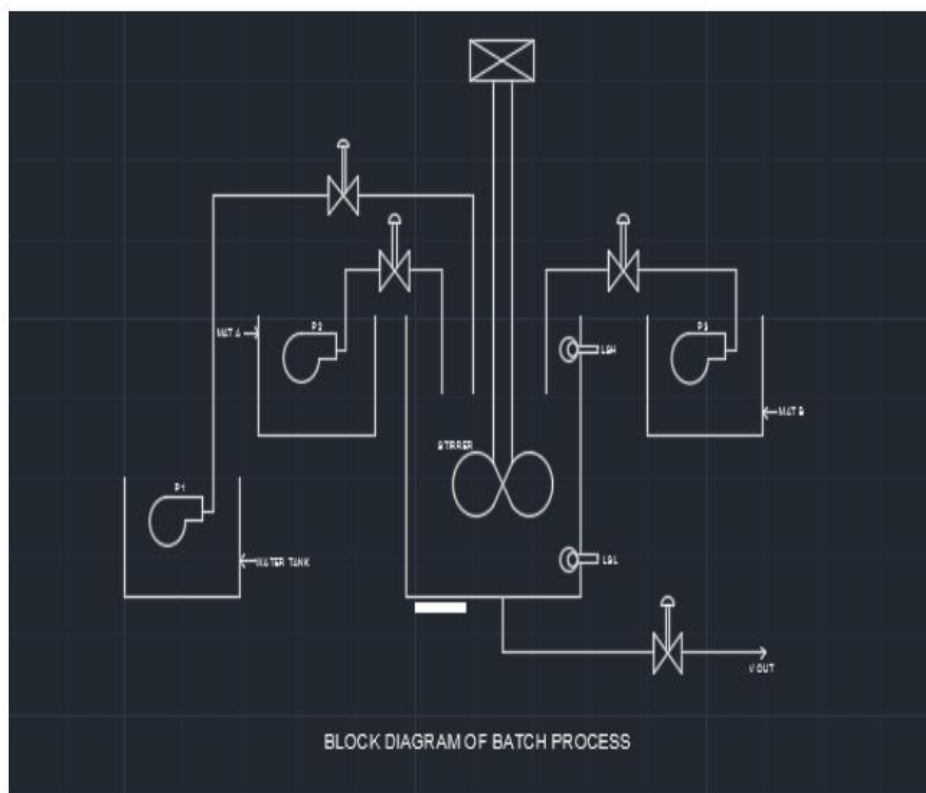 MAT A
P2
P3
LSH
MAT B
STIRRER
P1
WATER TANK
LSL
V OUT
BLOCK DIAGRAM OF BATCH PROCESS